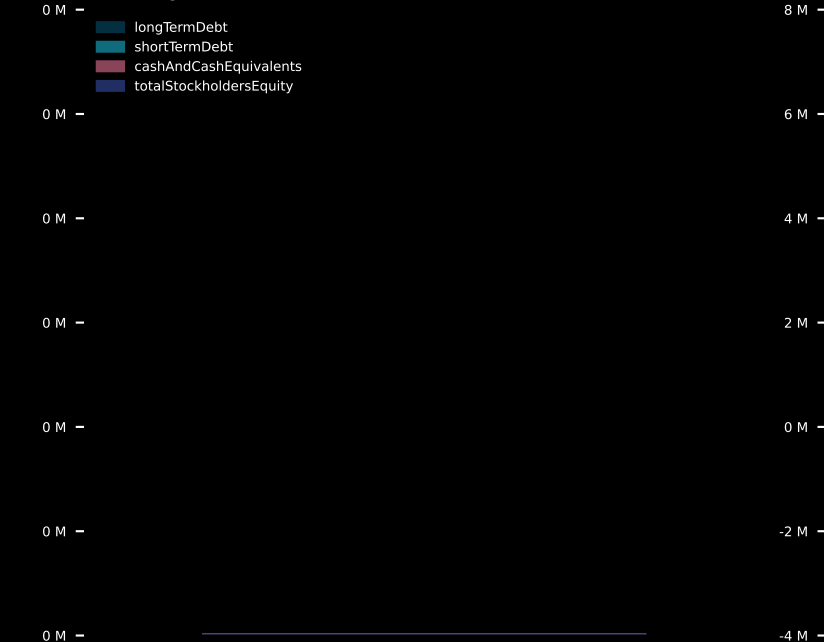 0 M
8 M
longTermDebt
shortTermDebt
cashAndCashEquivalents
totalStockholdersEquity
0 M
6 M
0 M
4 M
0 M
2 M
0 M
0 M
0 M
-2 M
0 M
-4 M